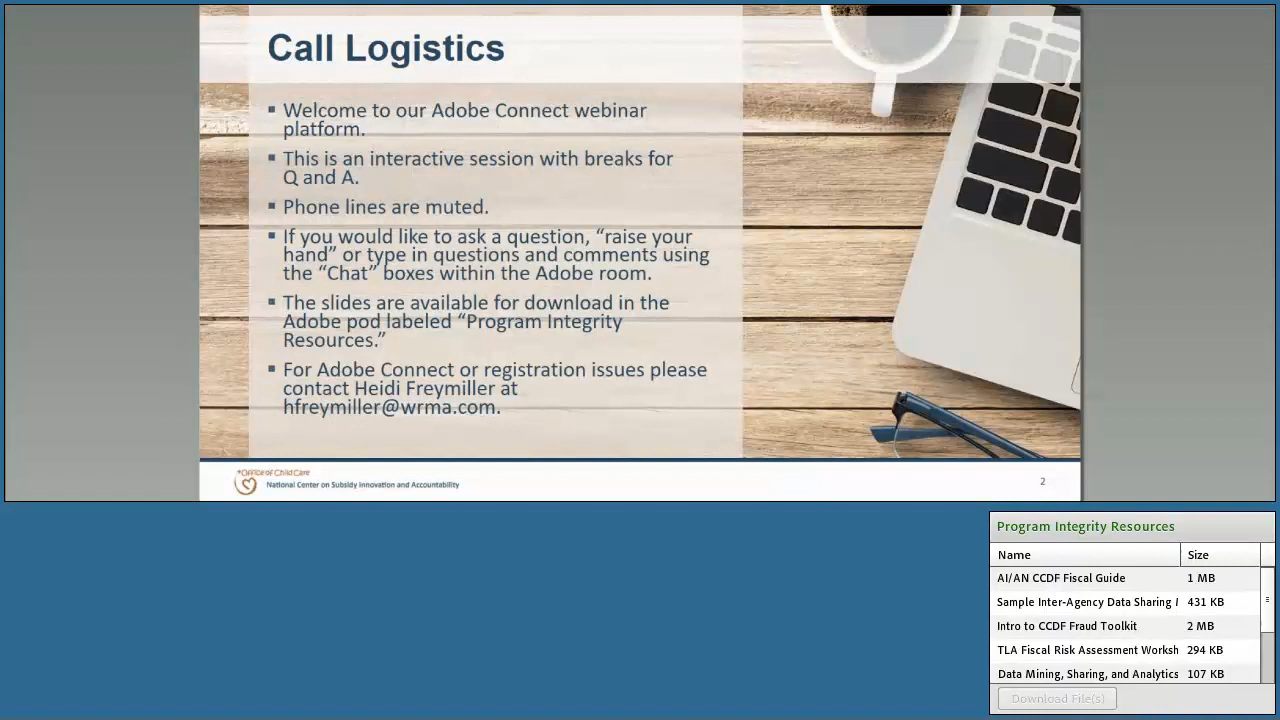 Call Logistics
▪ Welcome to our Adobe Connect webinar
platform.
▪ This is an interactive session with breaks for
Q and A.
▪ Phone lines are muted.
▪ If you would like to ask a question, “raise your
hand” or type in questions and comments using
the “Chat” boxes within the Adobe room.
▪ The slides are available for download in the
Adobe pod labeled “Program Integrity
Resources.”
▪ For Adobe Connect or registration issues please
contact Heidi Freymiller at
hfreymiller@wrma.com.
Office of Child Care
National Center on Subsidy Innovation and Accountability
2
Program Integrity Resources
Name Size
AI/AN CCDF Fiscal Guide 1 MB
Sample Inter-Agency Data Sharing 431 KB
Intro to CCDF Fraud Toolkit 2 MB
TLA Fiscal Risk Assessment Worksh 294 KB
Data Mining, Sharing, and Analytics 107 KB
Download File(s)